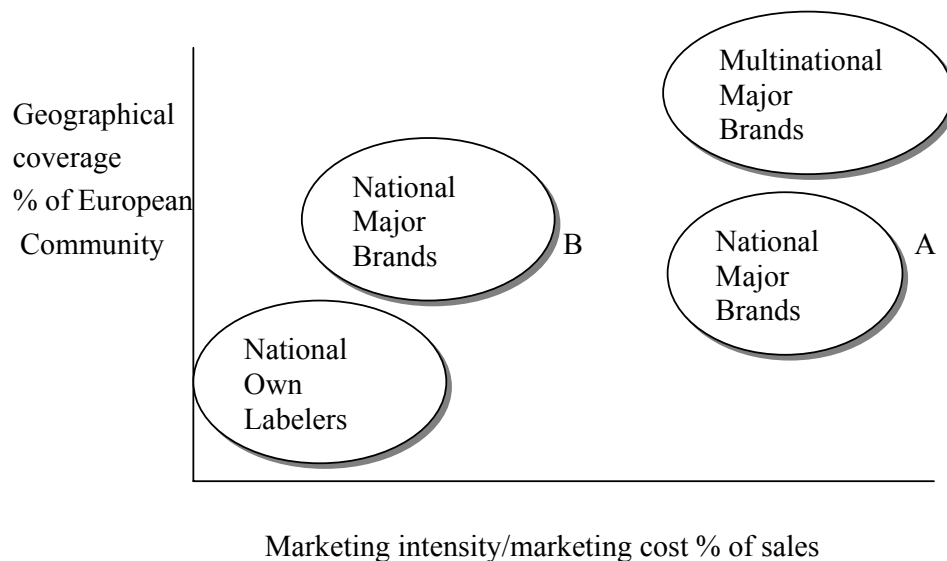 Geographical
coverage
% of European
Community
Multinational
Major
Brands
National
Major
Brands
B
National
Major
Brands
A
National
Own
Labelers
Marketing intensity/marketing cost % of sales